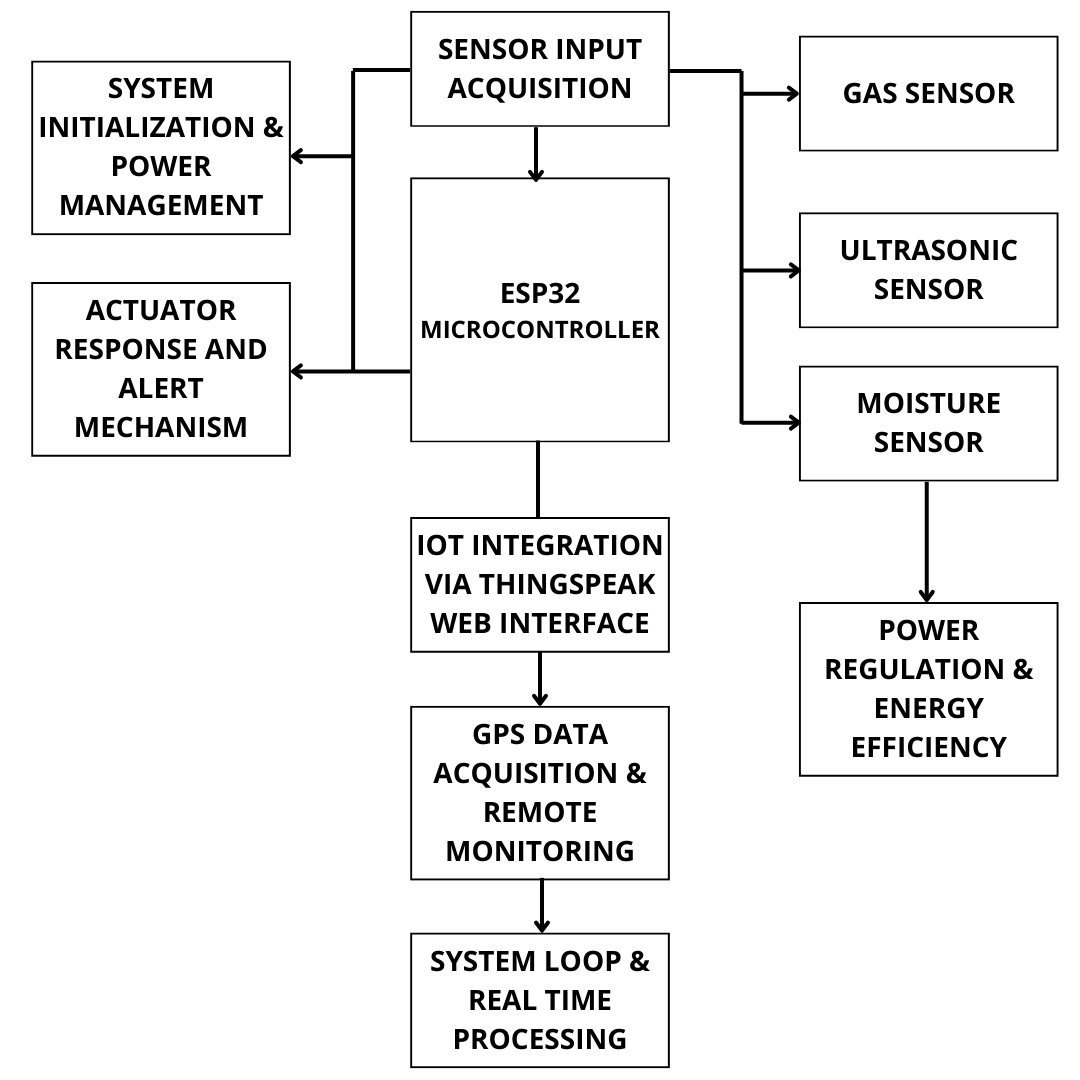 SENSOR INPUT
ACQUISITION
SYSTEM
INITIALIZATION &
POWER
MANAGEMENT
GAS SENSOR
ESP32
MICROCONTROLLER
ULTRASONIC
SENSOR
ACTUATOR
RESPONSE AND
ALERT
MECHANISM
MOISTURE
SENSOR
IOT INTEGRATION
VIA THINGSPEAK
WEB INTERFACE
POWER
REGULATION &
ENERGY
EFFICIENCY
GPS DATA
ACQUISITION &
REMOTE
MONITORING
SYSTEM LOOP &
REAL TIME
PROCESSING